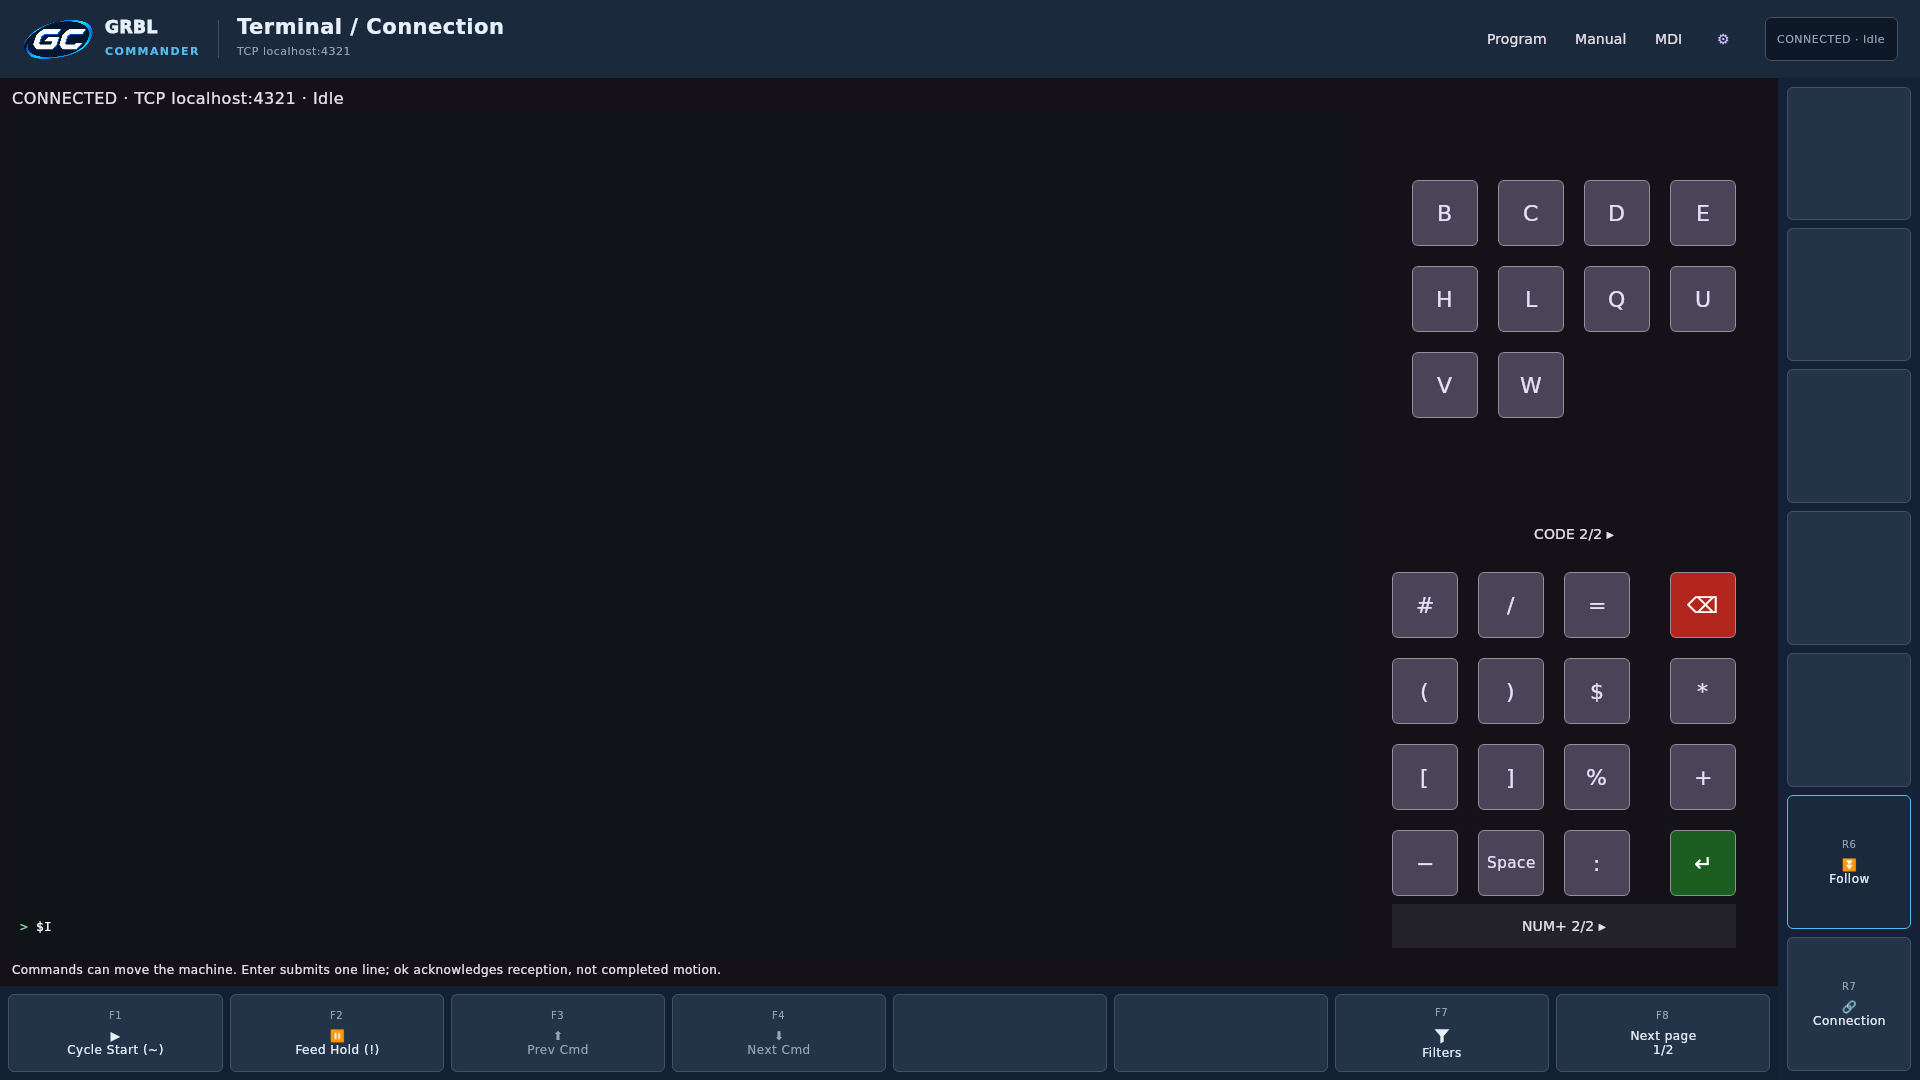 GC GRBL
COMMANDER
Terminal / Connection
TCP localhost:4321
Program
Manual
MDI
⚙
CONNECTED · Idle
CONNECTED · TCP localhost:4321 · Idle
B C D E
H L Q U
V W
CODE 2/2 ▸
# / = ⌫
( ) $ *
[ ] % +
− Space : ↵
NUM+ 2/2 ▸
> $I
Commands can move the machine. Enter submits one line; ok acknowledges reception, not completed motion.
R6
⏬
Follow
R7
🔗
Connection
F1
▶
Cycle Start (~)
F2
⏸
Feed Hold (!)
F3
⬆
Prev Cmd
F4
⬇
Next Cmd
F7
Filters
F8
Next page
1/2